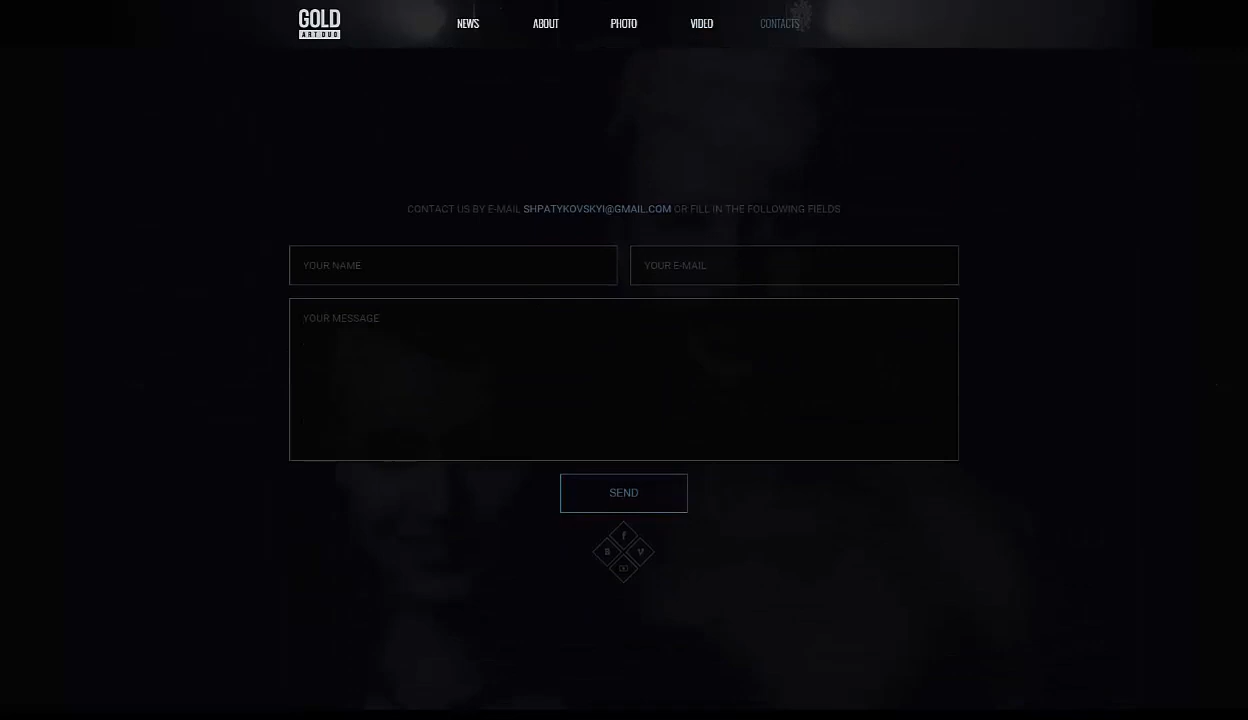 GOLD
ART DUO
NEWS
ABOUT
PHOTO
VIDEO
CONTACTS
CONTACT US BY E-MAIL SHPATYKOVSKYI@GMAIL.COM OR FILL IN THE FOLLOWING FIELDS
YOUR NAME
YOUR E-MAIL
YOUR MESSAGE
SEND
f
B
V